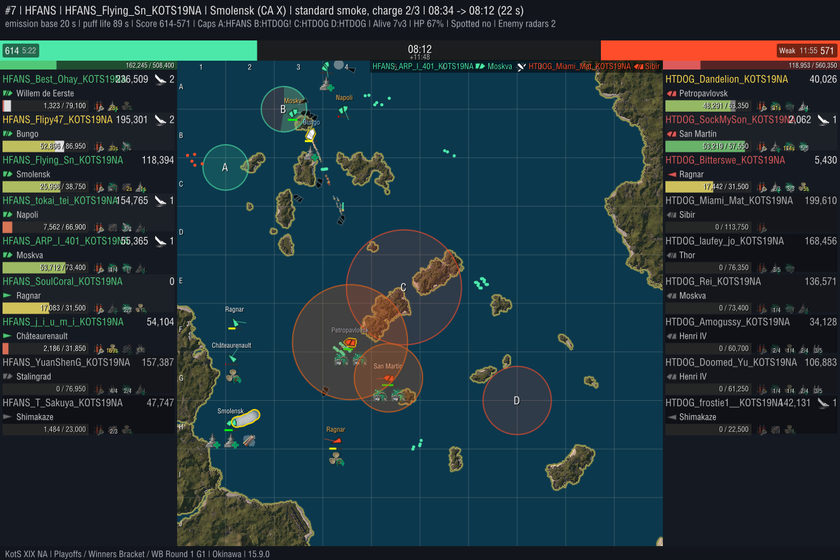 #7 | HFANS | HFANS_Flying_Sn_KOTS19NA | Smolensk (CA X) | standard smoke, charge 2/3 | 08:34 -> 08:12 (22 s)
emission base 20 s | puff life 89 s | Score 614-571 | Caps A:HFANS B:HTDOG! C:HTDOG D:HTDOG | Alive 7v3 | HP 67% | Spotted no | Enemy radars 2
614 5:22
08:12
+11:48
Weak 11:55 571
162,245 / 508,400
HFANS_ARP_I_401_KOTS19NA Moskva HTDOG_Miami_Mat_KOTS19NA Sibir
118,953 / 560,350
HFANS_Best_Ohay_KOTS19NA 236,509 2
Willem de Eerste
1,323 / 79,100
HFANS_Flipy47_KOTS19NA 195,301 2
Bungo
52,896 / 86,950
HFANS_Flying_Sn_KOTS19NA 118,394
Smolensk
/ 38,750
HFANS_tokai_tei_KOTS19NA 154,765 1
Napoli
7,562 / 66,900
HFANS_ARP_I_401_KOTS19NA 1
Moskva
53,712 / 73,400
HFANS_SoulCoral_KOTS19NA 0
Ragnar
17,083 / 31,500
HFANS_j_i_u_m_i_KOTS19NA 54,104
Châteaurenault
2,186 / 31,850
HFANS_YuanShenG_KOTS19NA 157,387
Stalingrad
0 / 76,950
HFANS_T_Sakuya_KOTS19NA 47,747
Shimakaze
1,484 / 23,000
1 2 3 4
A
B
C
D
E
F
G
Moskva
Napoli
Bungo
B
A
C
D
Ragnar
Châteaurenault
Smolensk
Petropavlovsk
San Martín
Ragnar
HTDOG_Dandelion_KOTS19NA 40,026
Petropavlovsk
HTDOG_SockMySon_KOTS19NA 1
San Martín
53,219 / 57,550
HTDOG_Bitterswe_KOTS19NA 5,430
Ragnar
17,442 / 31,500
HTDOG_Miami_Mat_KOTS19NA 199,610
Sibir
0 / 113,750
HTDOG_laufey_jo_KOTS19NA 168,456
Thor
0 / 76,350
HTDOG_Rei_KOTS19NA 136,571
Moskva
0 / 73,400
HTDOG_Amogussy_KOTS19NA 34,128
Henri IV
0 / 60,700
HTDOG_Doomed_Yu_KOTS19NA 106,883
Henri IV
0 / 61,250
HTDOG_frostie1__KOTS19NA 142,131 1
Shimakaze
0 / 22,500
KotS XIX NA | Playoffs / Winners Bracket / WB Round 1 G1 | Okinawa | 15.9.0